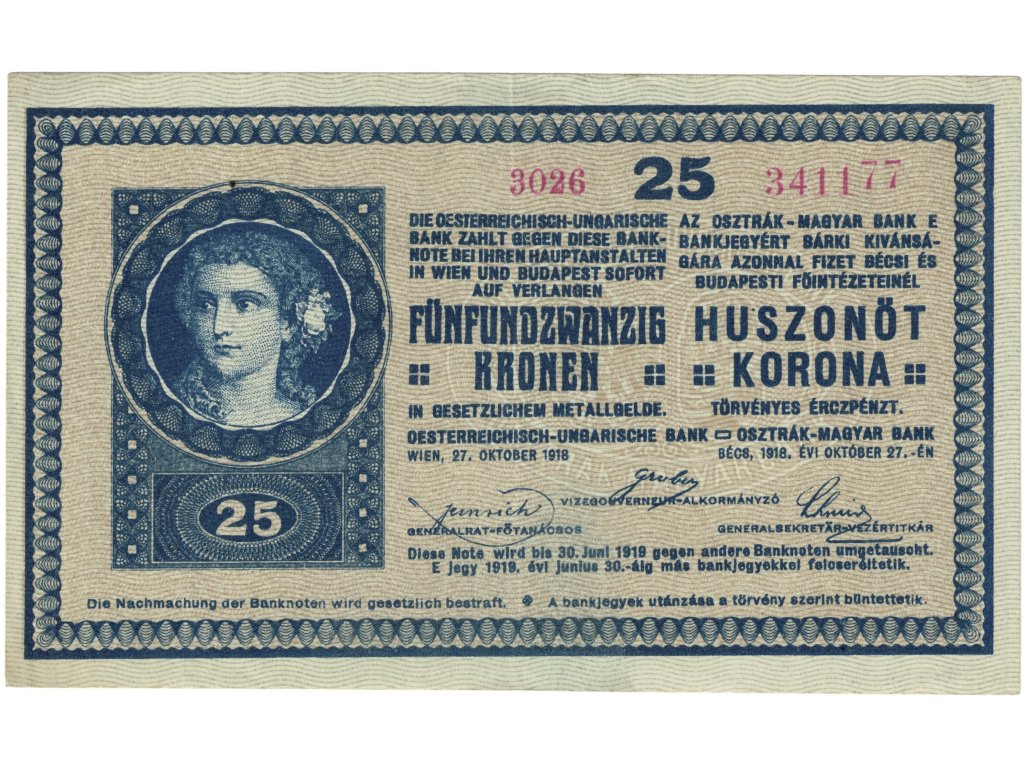 3026 25 341177
DIE OESTERREICHISCH-UNGARISCHE
BANK ZAHLT GEGEN DIESE BANK-
NOTE BEI IHREN HAUPTANSTALTEN
IN WIEN UND BUDAPEST SOFORT
AUF VERLANGEN
FÜNFUNDZWANZIG
KRONEN
IN GESETZLICHEM METALLGELDE.
OESTERREICHISCH-UNGARISCHE BANK
WIEN, 27. OKTOBER 1918
AZ OSZTRÁK-MAGYAR BANK E
BANKJEGYÉRT BÁRKI KIVÁNSÁ-
GÁRA AZONNAL FIZET BÉCSI ÉS
BUDAPESTI FÖINTÉZETEINÉL
HUSZONÖT
KORONA
TÖRVÉNYES ÉRCZPÉNZT.
OSZTRÁK-MAGYAR BANK
BÉCS, 1918. ÉVI OKTÓBER 27.-ÉN
Gruber
VIZEGOUVERNEUR-ALKORMÁNYZÓ
GENERALRAT-FÖTANÁCSOS
GENERALSEKRETÄR-VEZÉRTITKÁR
Diese Note wird bis 30. Juni 1919 gegen andere Banknoten umgetauscht.
E jegy 1919. évi junius 30.-áig más bankjegyekkel felcseréltetik.
25
Die Nachmachung der Banknoten wird gesetzlich bestraft. A bankjegyek utánzása a törvény szerint büntettetik.